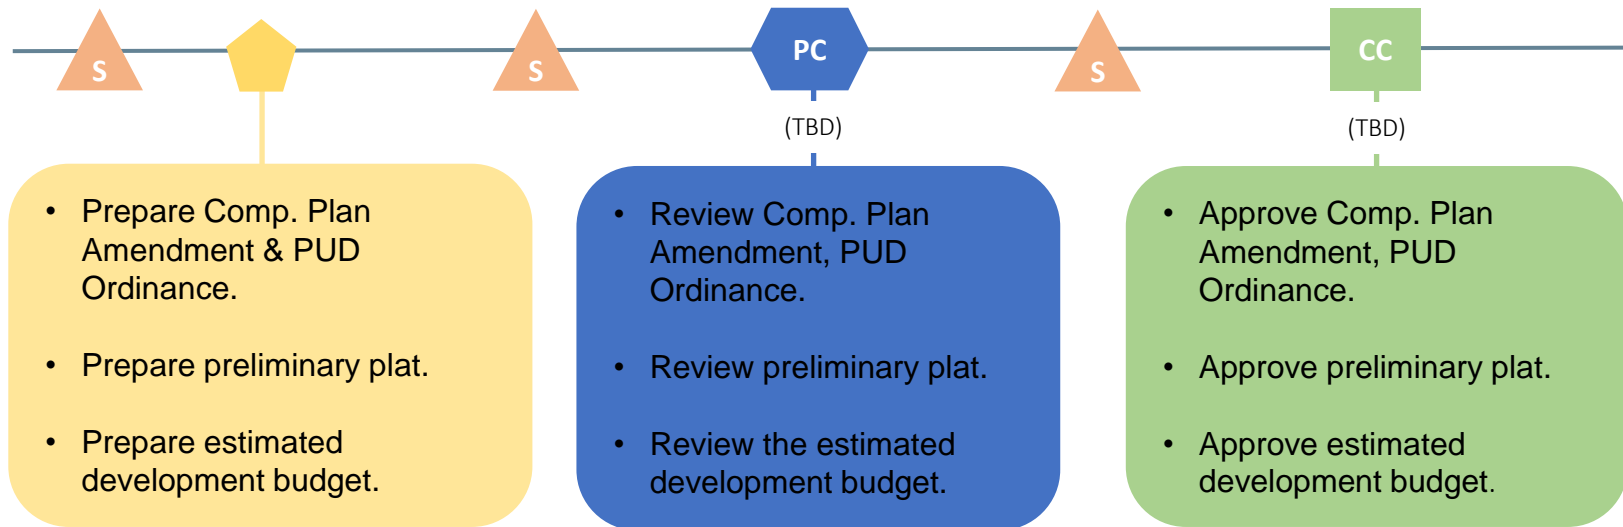 S
S
PC
S
CC
(TBD)
(TBD)
• Prepare Comp. Plan
Amendment & PUD
Ordinance.
• Prepare preliminary plat.
• Prepare estimated
development budget.
• Review Comp. Plan
Amendment, PUD
Ordinance.
• Review preliminary plat.
• Review the estimated
development budget.
• Approve Comp. Plan
Amendment, PUD
Ordinance.
• Approve preliminary plat.
• Approve estimated
development budget.